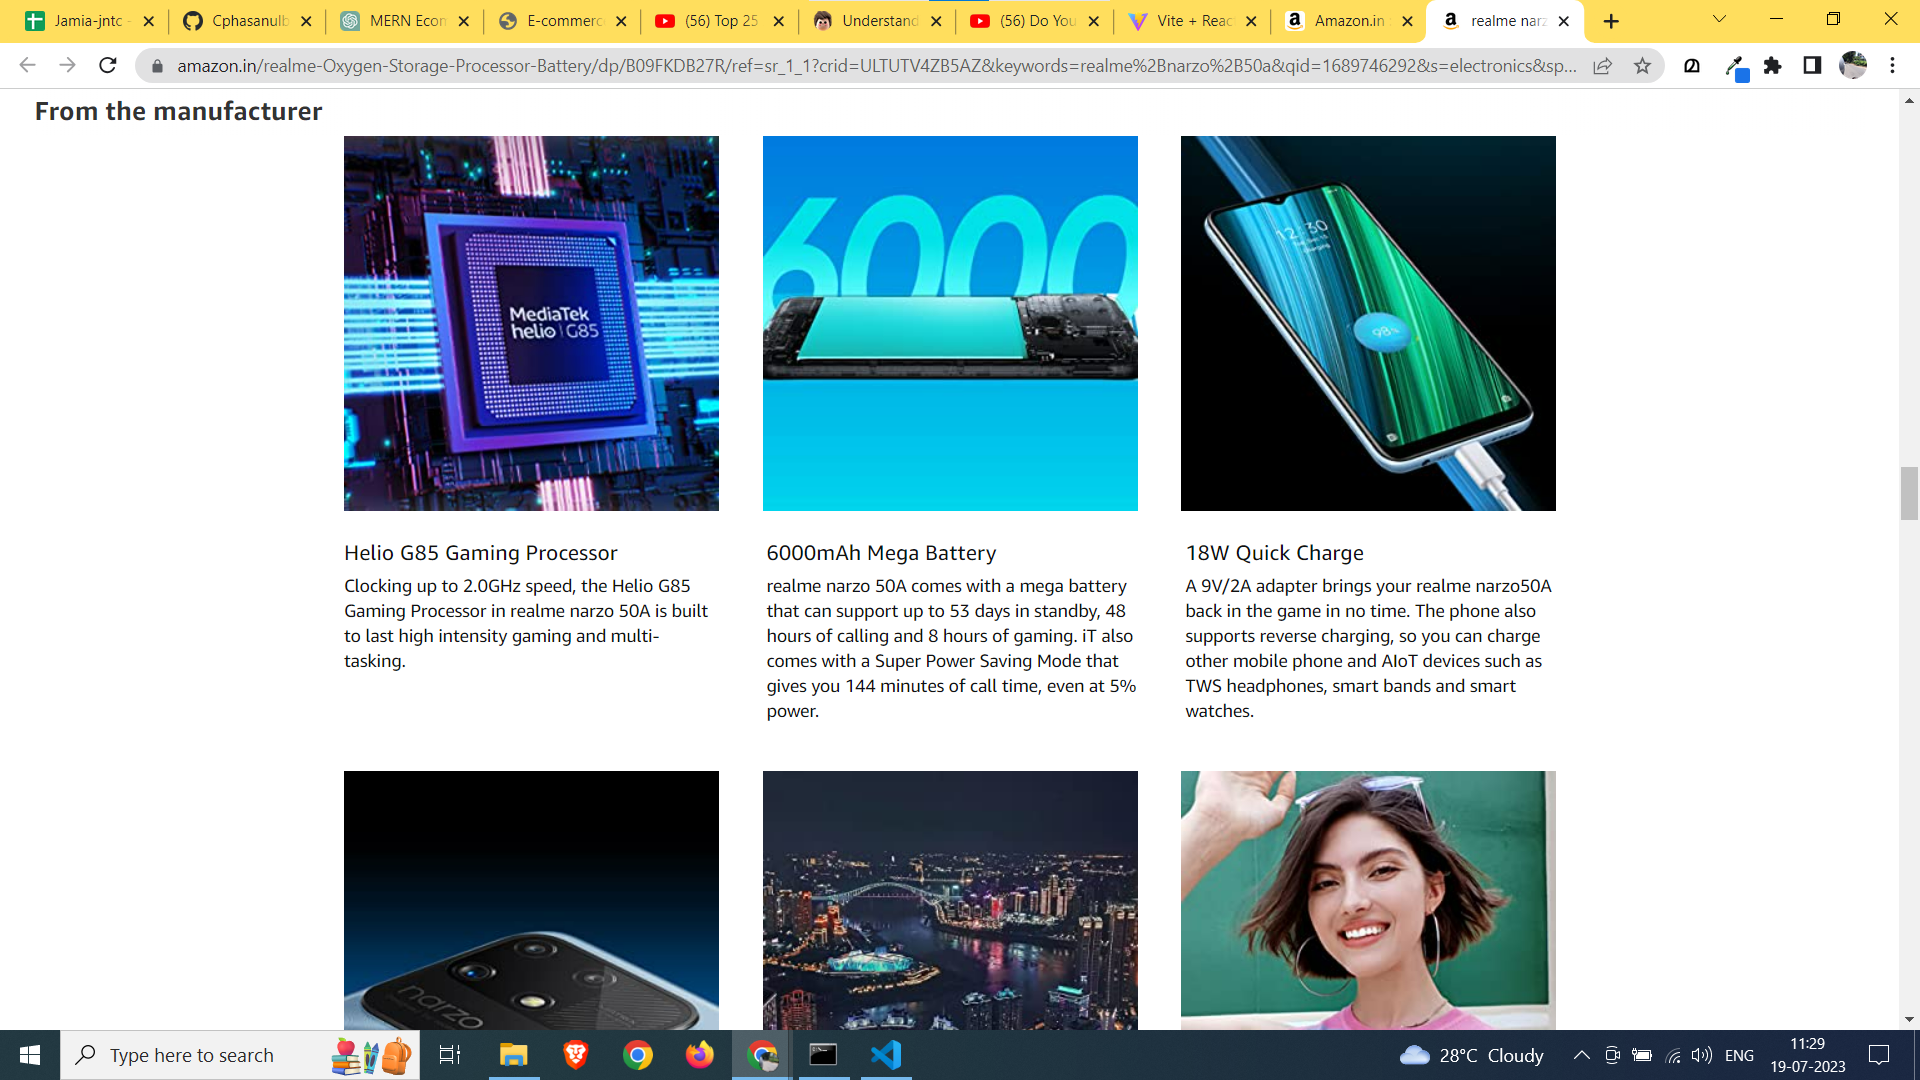 Jamia-jntc -
Cphasanulb
MERN Econ
E-commerc
(56) Top 25
Understand
(56) Do You
Vite + Reac
Amazon.in :
realme narz
amazon.in/realme-Oxygen-Storage-Processor-Battery/dp/B09FKDB27R/ref=sr_1_1?crid=ULTUTV4ZB5AZ&keywords=realme%2Bnarzo%2B50a&qid=1689746292&s=electronics&sp...
From the manufacturer
MediaTek
helio G85
6000
12:30
98%
Helio G85 Gaming Processor
Clocking up to 2.0GHz speed, the Helio G85
Gaming Processor in realme narzo 50A is built
to last high intensity gaming and multi-
tasking.
6000mAh Mega Battery
realme narzo 50A comes with a mega battery
that can support up to 53 days in standby, 48
hours of calling and 8 hours of gaming. iT also
comes with a Super Power Saving Mode that
gives you 144 minutes of call time, even at 5%
power.
18W Quick Charge
A 9V/2A adapter brings your realme narzo50A
back in the game in no time. The phone also
supports reverse charging, so you can charge
other mobile phone and AIoT devices such as
TWS headphones, smart bands and smart
watches.
narzo
Type here to search
28°C Cloudy
ENG
11:29
19-07-2023